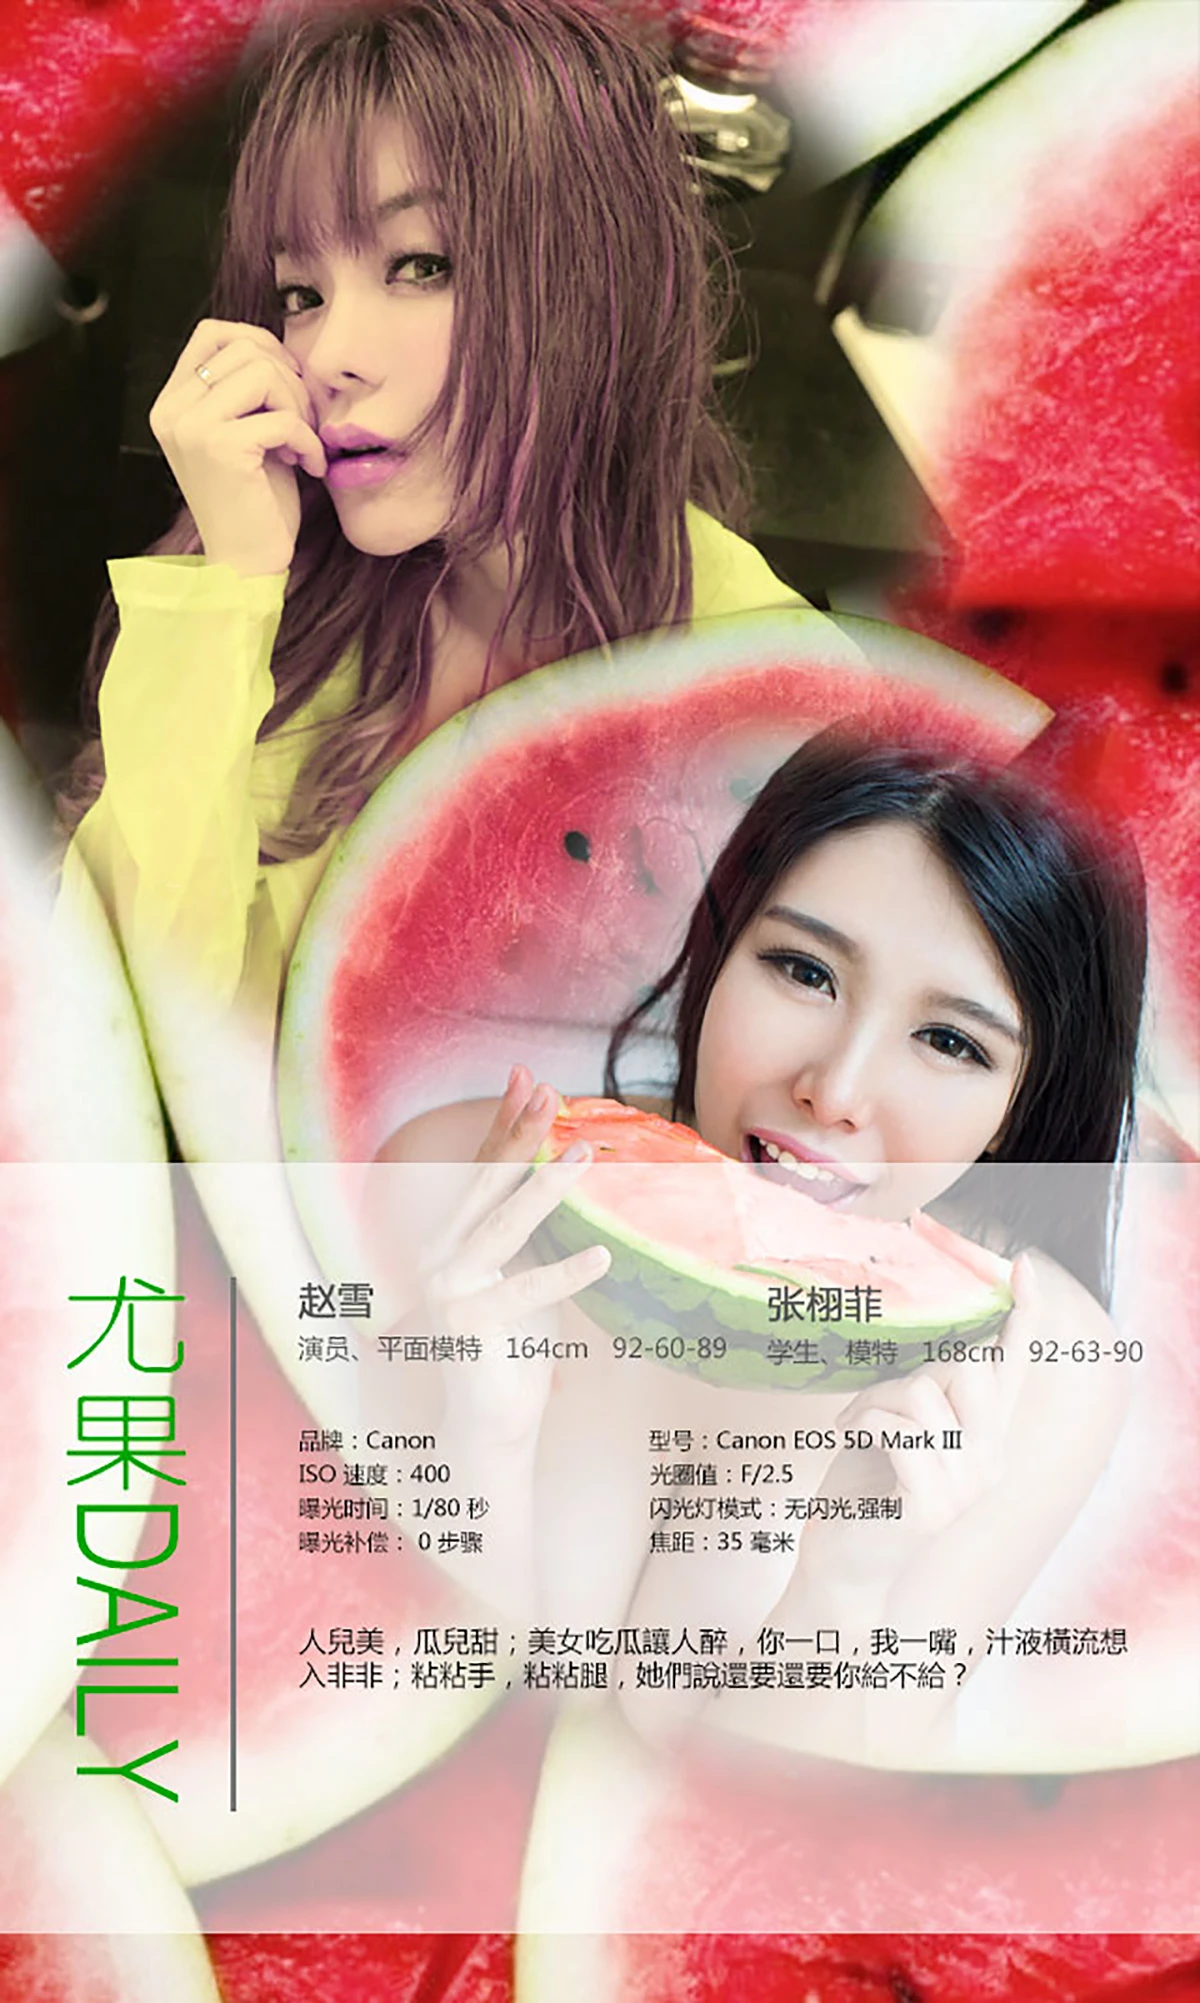 尤果DAILY
赵雪
演员、平面模特 164cm 92-60-89
张栩菲
学生、模特 168cm 92-63-90
品牌：Canon
型号：Canon EOS 5D Mark III
ISO 速度：400
光圈值：F/2.5
曝光时间：1/80 秒
闪光灯模式：无闪光,强制
曝光补偿： 0 步骤
焦距：35 毫米
人兒美，瓜兒甜；美女吃瓜讓人醉，你一口，我一嘴，汁液橫流想
入非非；粘粘手，粘粘腿，她們說還要還要你給不給？